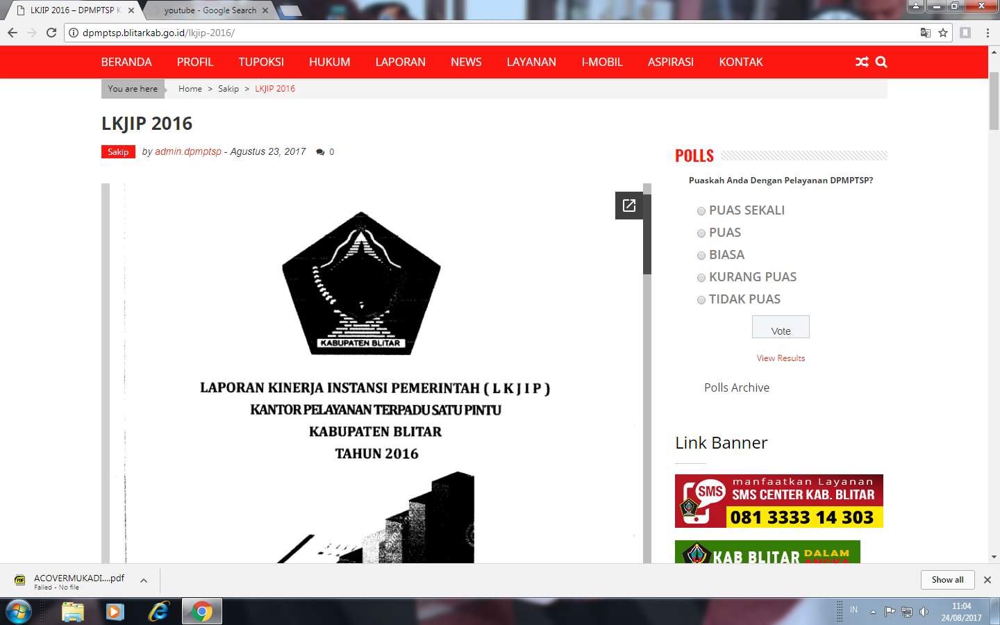 LKJIP 2016 – DPMPTSP K
youtube - Google Search
dpmptsp.blitarkab.go.id/lkjip-2016/
BERANDA PROFIL TUPOKSI HUKUM LAPORAN NEWS LAYANAN I-MOBIL ASPIRASI KONTAK
You are here Home > Sakip > LKJIP 2016
LKJIP 2016
Sakip by admin.dpmptsp - Agustus 23, 2017 0
KABUPATEN BLITAR
LAPORAN KINERJA INSTANSI PEMERINTAH ( L K J I P )
KANTOR PELAYANAN TERPADU SATU PINTU
KABUPATEN BLITAR
TAHUN 2016
POLLS
Puaskah Anda Dengan Pelayanan DPMPTSP?
PUAS SEKALI
PUAS
BIASA
KURANG PUAS
TIDAK PUAS
Vote
View Results
Polls Archive
Link Banner
SMS
manfaatkan Layanan
SMS CENTER KAB. BLITAR
081 3333 14 303
KAB BLITAR DALAM
ANGKA
PDF
ACOVERMUKADI....pdf
Failed - No file
Show all
IN
11:04
24/08/2017